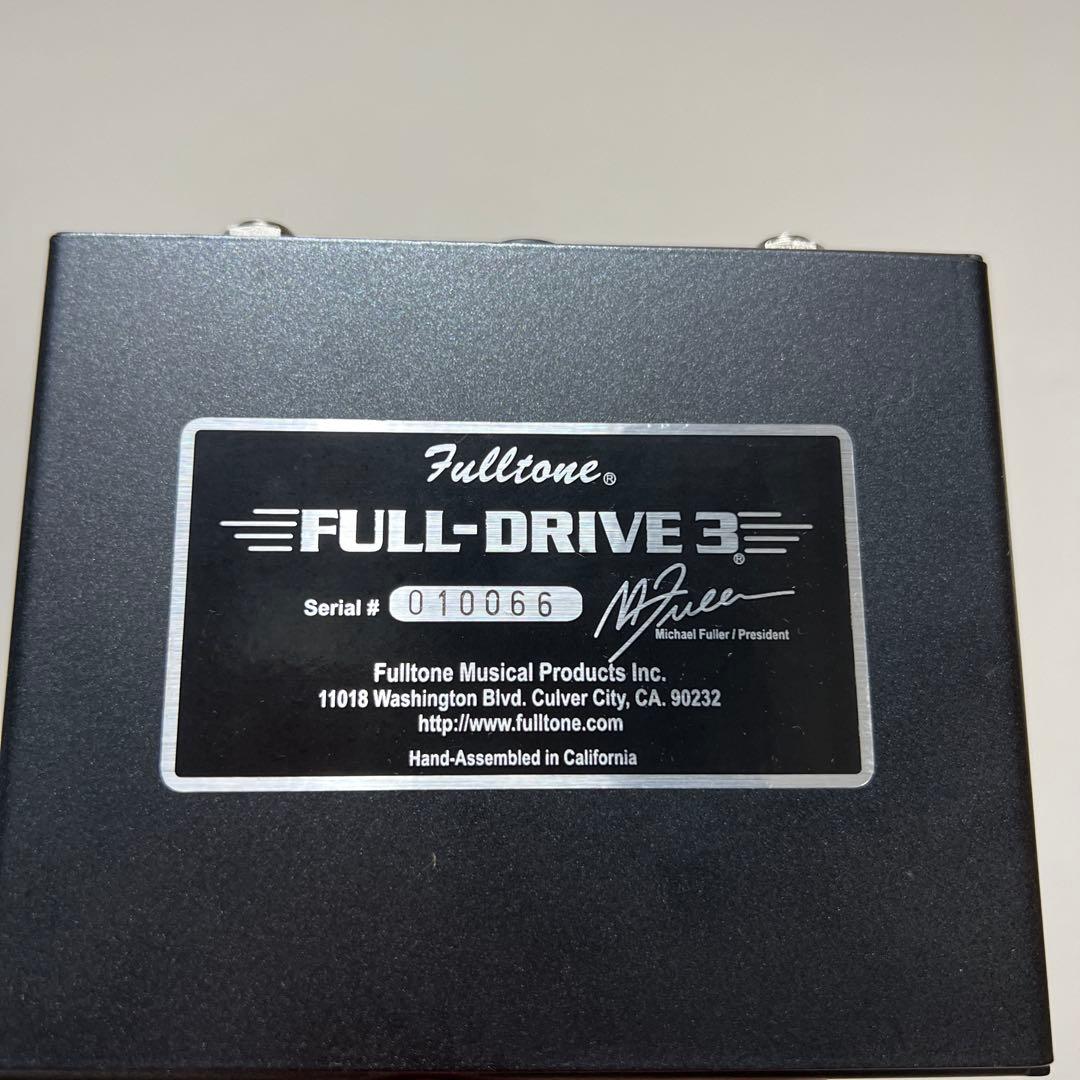 Fulltone®
FULL-DRIVE 3®
Serial # 010066
Michael Fuller / President
Fulltone Musical Products Inc.
11018 Washington Blvd. Culver City, CA. 90232
http://www.fulltone.com
Hand-Assembled in California